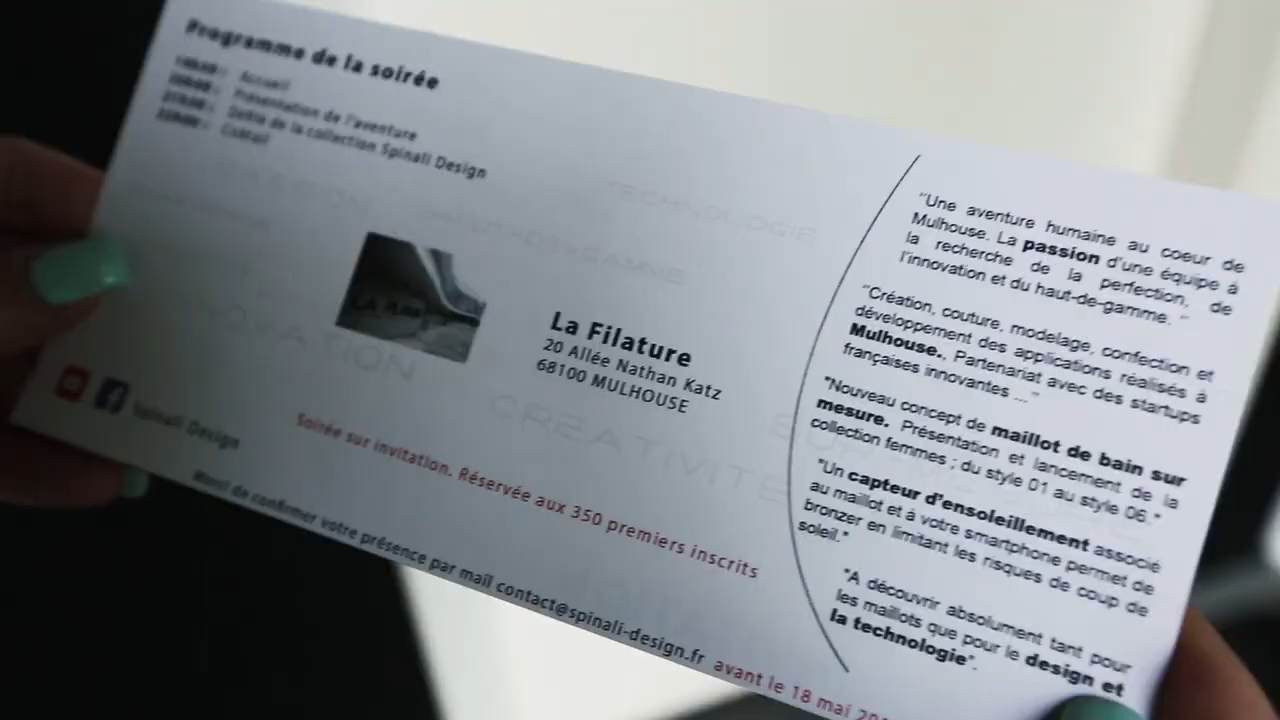 Programme de la soirée
Accueil
Présentation de l'aventure
Défilé de la collection Spinali Design
Coktail
La Filature
20 Allée Nathan Katz
68100 MULHOUSE
Spinali Design
Soirée sur invitation. Réservée aux 350 premiers inscrits
Merci de confirmer votre présence par mail contact@spinali-design.fr avant le 18 mai
"Une aventure humaine au coeur de
Mulhouse. La passion d'une équipe à
la recherche de la perfection, de
l'innovation et du haut-de-gamme. "
"Création, couture, modelage, confection et
développement des applications réalisés à
Mulhouse.. Partenariat avec des startups
françaises innovantes ..."
"Nouveau concept de maillot de bain sur
mesure. Présentation et lancement de la
collection femmes ; du style 01 au style 06."
"Un capteur d'ensoleillement associé
au maillot et à votre smartphone permet de
bronzer en limitant les risques de coup de
soleil."
"A découvrir absolument tant pour
les maillots que pour le design et
la technologie".